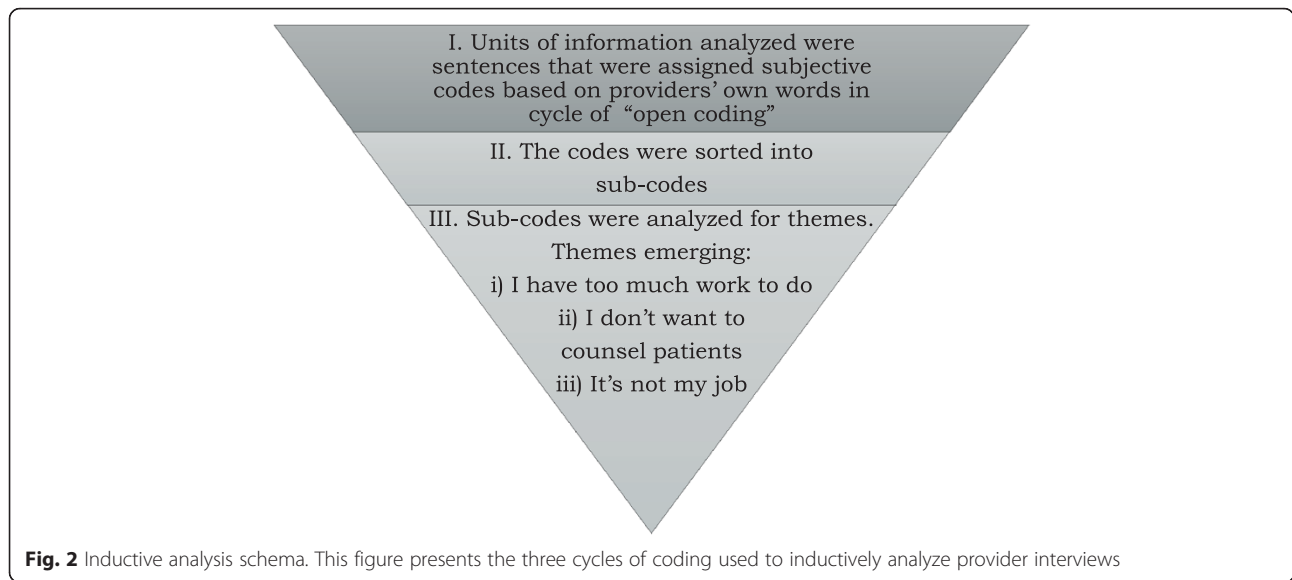 I. Units of information analyzed were
sentences that were assigned subjective
codes based on providers’ own words in
cycle of “open coding”
II. The codes were sorted into
sub-codes
III. Sub-codes were analyzed for themes.
Themes emerging:
i) I have too much work to do
ii) I don’t want to
counsel patients
iii) It’s not my job
Fig. 2 Inductive analysis schema. This figure presents the three cycles of coding used to inductively analyze provider interviews